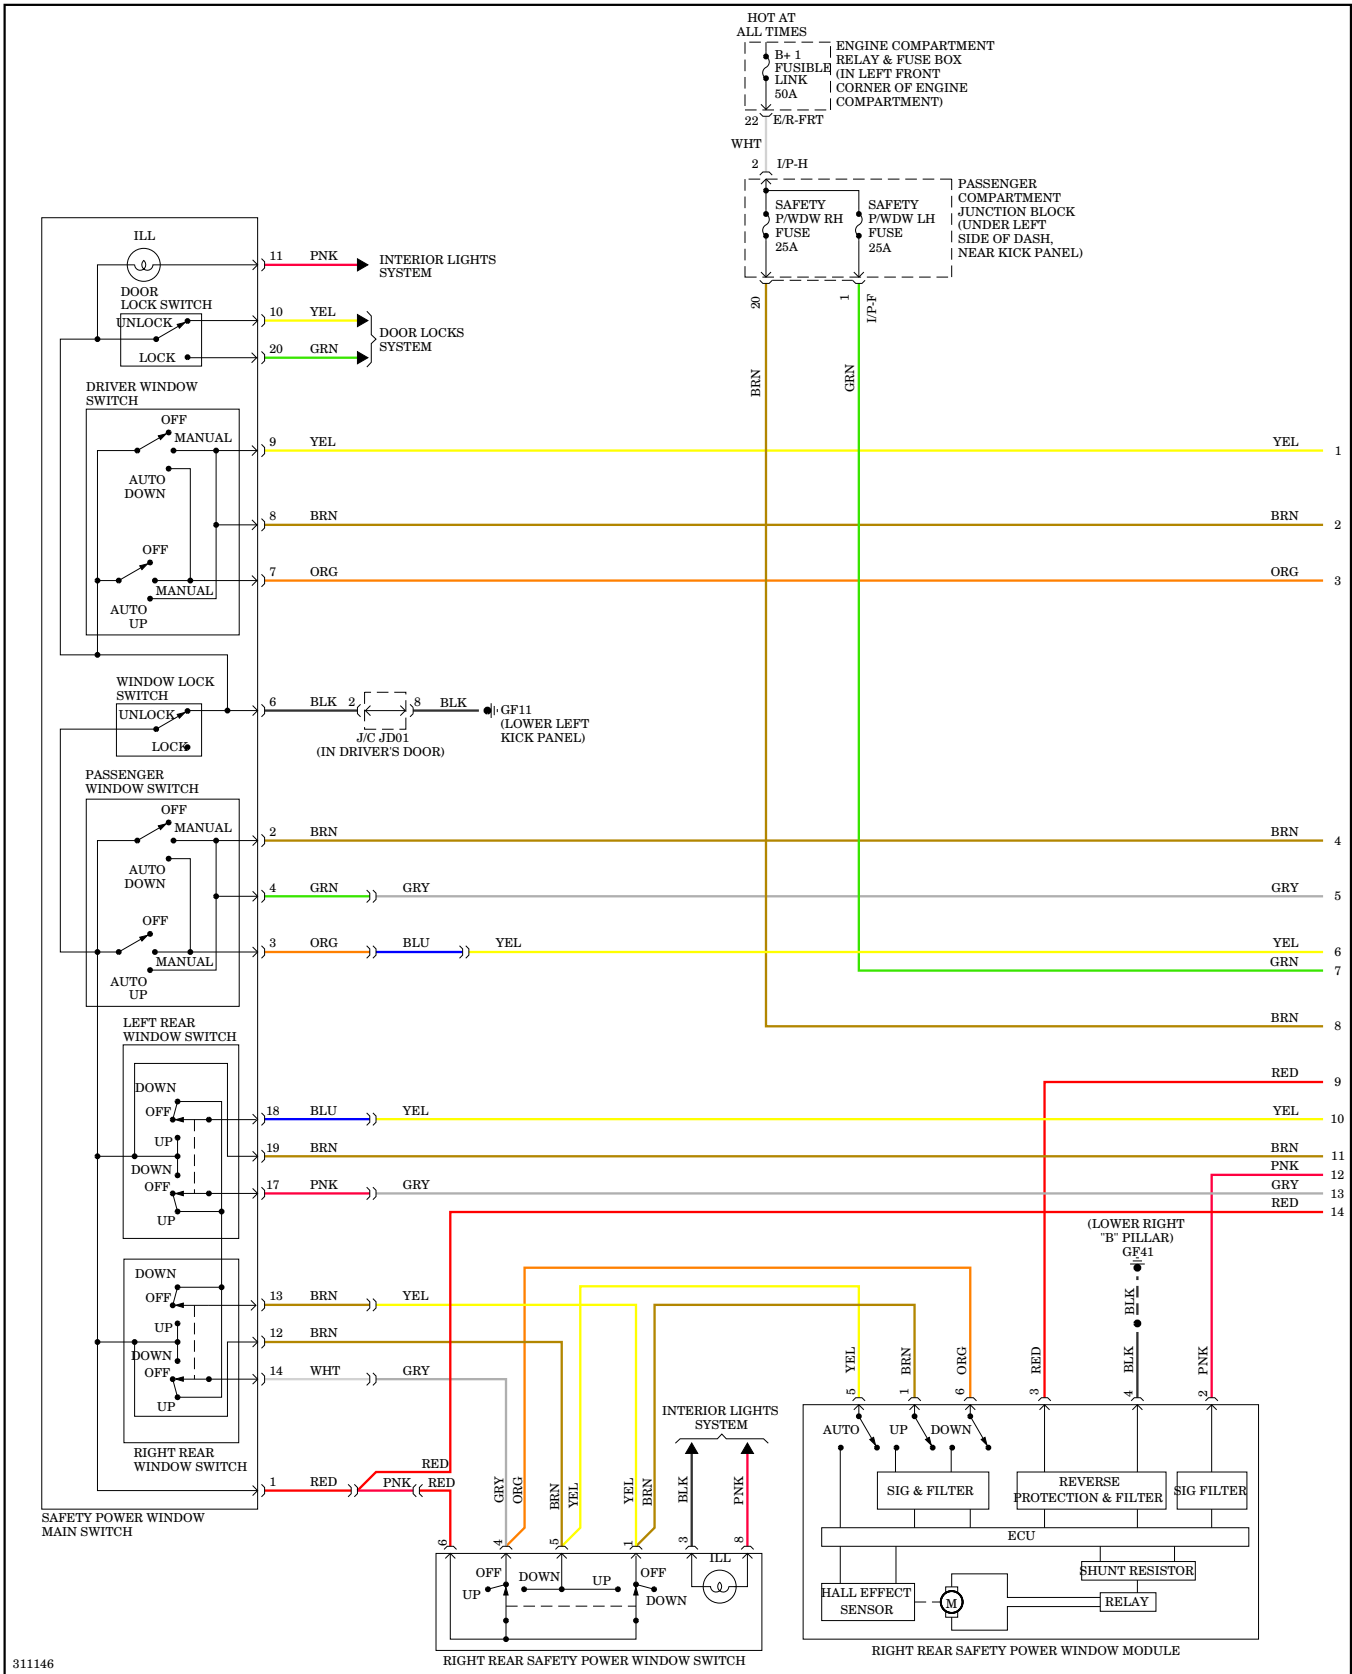 HOT AT
ALL TIMES
B+ 1
FUSIBLE
LINK
50A
ENGINE COMPARTMENT
RELAY & FUSE BOX
(IN LEFT FRONT
CORNER OF ENGINE
COMPARTMENT)
22 E/R-FRT
WHT
2 I/P-H
SAFETY
P/WDW RH
FUSE
25A
SAFETY
P/WDW LH
FUSE
25A
PASSENGER
COMPARTMENT
JUNCTION BLOCK
(UNDER LEFT
SIDE OF DASH,
NEAR KICK PANEL)
20
1
I/P-F
BRN
GRN
ILL
11 PNK
INTERIOR LIGHTS
SYSTEM
DOOR
LOCK SWITCH
UNLOCK
LOCK
10 YEL
20 GRN
DOOR LOCKS
SYSTEM
DRIVER WINDOW
SWITCH
OFF
MANUAL
AUTO
DOWN
OFF
MANUAL
AUTO
UP
9 YEL YEL 1
8 BRN BRN 2
7 ORG ORG 3
WINDOW LOCK
SWITCH
UNLOCK
LOCK
6 BLK 2 8 BLK
J/C JD01
(IN DRIVER'S DOOR)
GF11
(LOWER LEFT
KICK PANEL)
PASSENGER
WINDOW SWITCH
OFF
MANUAL
AUTO
DOWN
OFF
MANUAL
AUTO
UP
2 BRN BRN 4
4 GRN GRY GRY 5
3 ORG BLU YEL YEL 6
GRN 7
BRN 8
RED 9
LEFT REAR
WINDOW SWITCH
DOWN
OFF
UP
DOWN
OFF
UP
18 BLU YEL YEL 10
19 BRN BRN 11
PNK 12
17 PNK GRY GRY 13
RED 14
(LOWER RIGHT
"B" PILLAR)
GF41
BLK
DOWN
OFF
UP
DOWN
OFF
UP
RIGHT REAR
WINDOW SWITCH
13 BRN YEL
12 BRN
14 WHT GRY
1 RED PNK RED
RED
SAFETY POWER WINDOW
MAIN SWITCH
GRY
ORG
BRN
YEL
YEL
BRN
BLK
PNK
INTERIOR LIGHTS
SYSTEM
6
4
5
1
3
8
OFF
UP
DOWN
UP
OFF
DOWN
ILL
RIGHT REAR SAFETY POWER WINDOW SWITCH
YEL
BRN
ORG
RED
BLK
PNK
5
1
6
3
4
2
AUTO
UP
DOWN
SIG & FILTER
REVERSE
PROTECTION & FILTER
SIG FILTER
ECU
HALL EFFECT
SENSOR
M
SHUNT RESISTOR
RELAY
RIGHT REAR SAFETY POWER WINDOW MODULE
311146